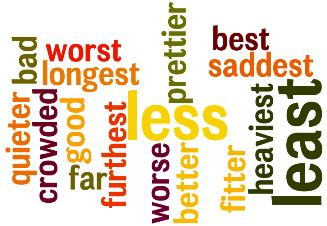 bad
worst
longest
prettier
best
saddest
quieter
crowded
good
far
furthest
less
worse
better
fitter
heaviest
least